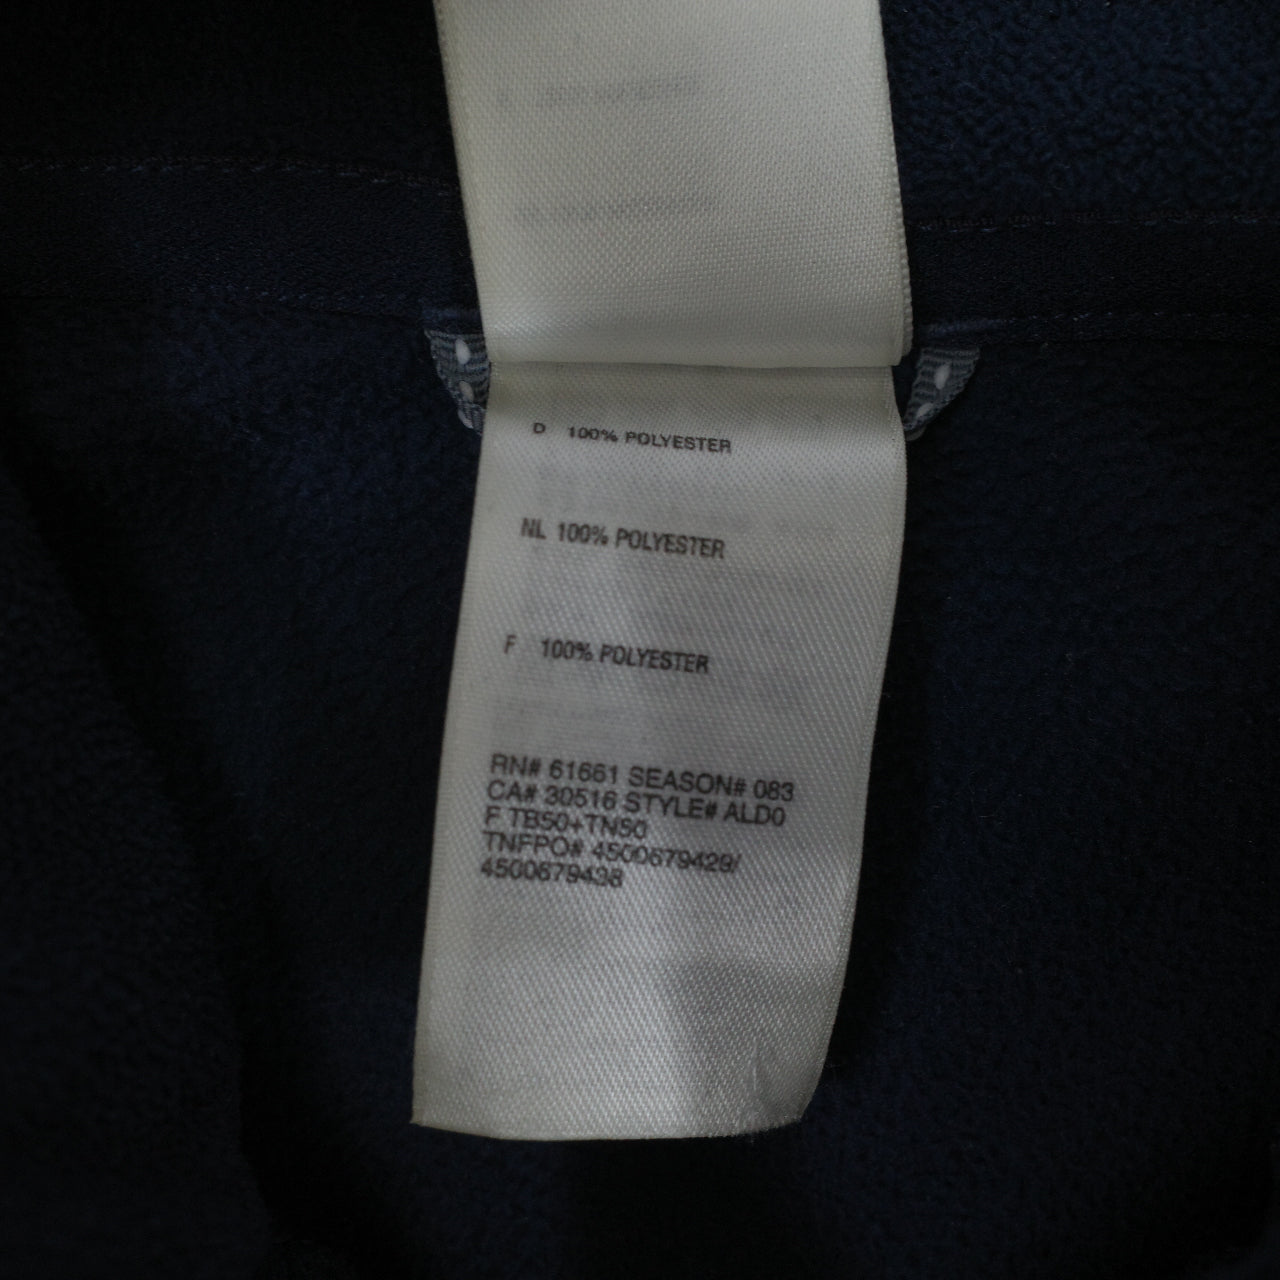 D 100% POLYESTER
NL 100% POLYESTER
F 100% POLYESTER
RN# 61661 SEASON# 083
CA# 30516 STYLE# ALD0
F TB50+TN50
TNFPO# 4500679429/
4500679438